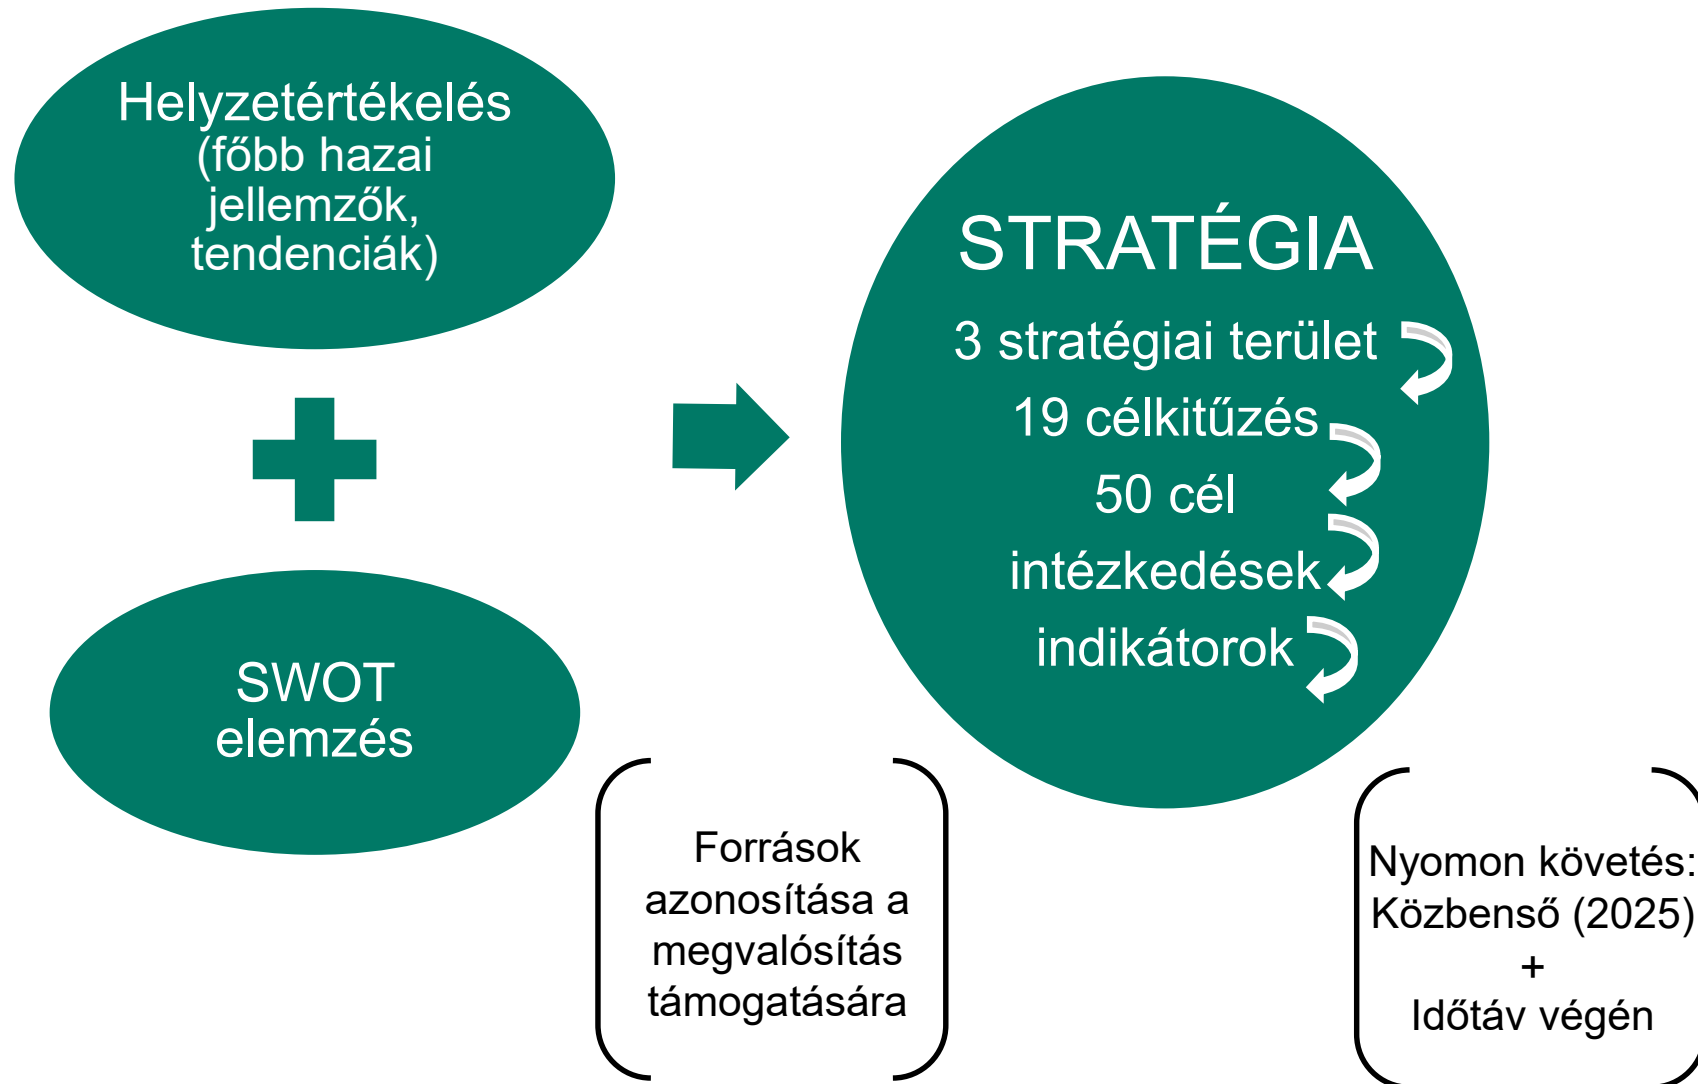 Helyzetértékelés
(főbb hazai
jellemzők,
tendenciák)
SWOT
elemzés
STRATÉGIA
3 stratégiai terület
19 célkitűzés
50 cél
intézkedések
indikátorok
Források
azonosítása a
megvalósítás
támogatására
Nyomon követés:
Közbenső (2025)
+
Időtáv végén